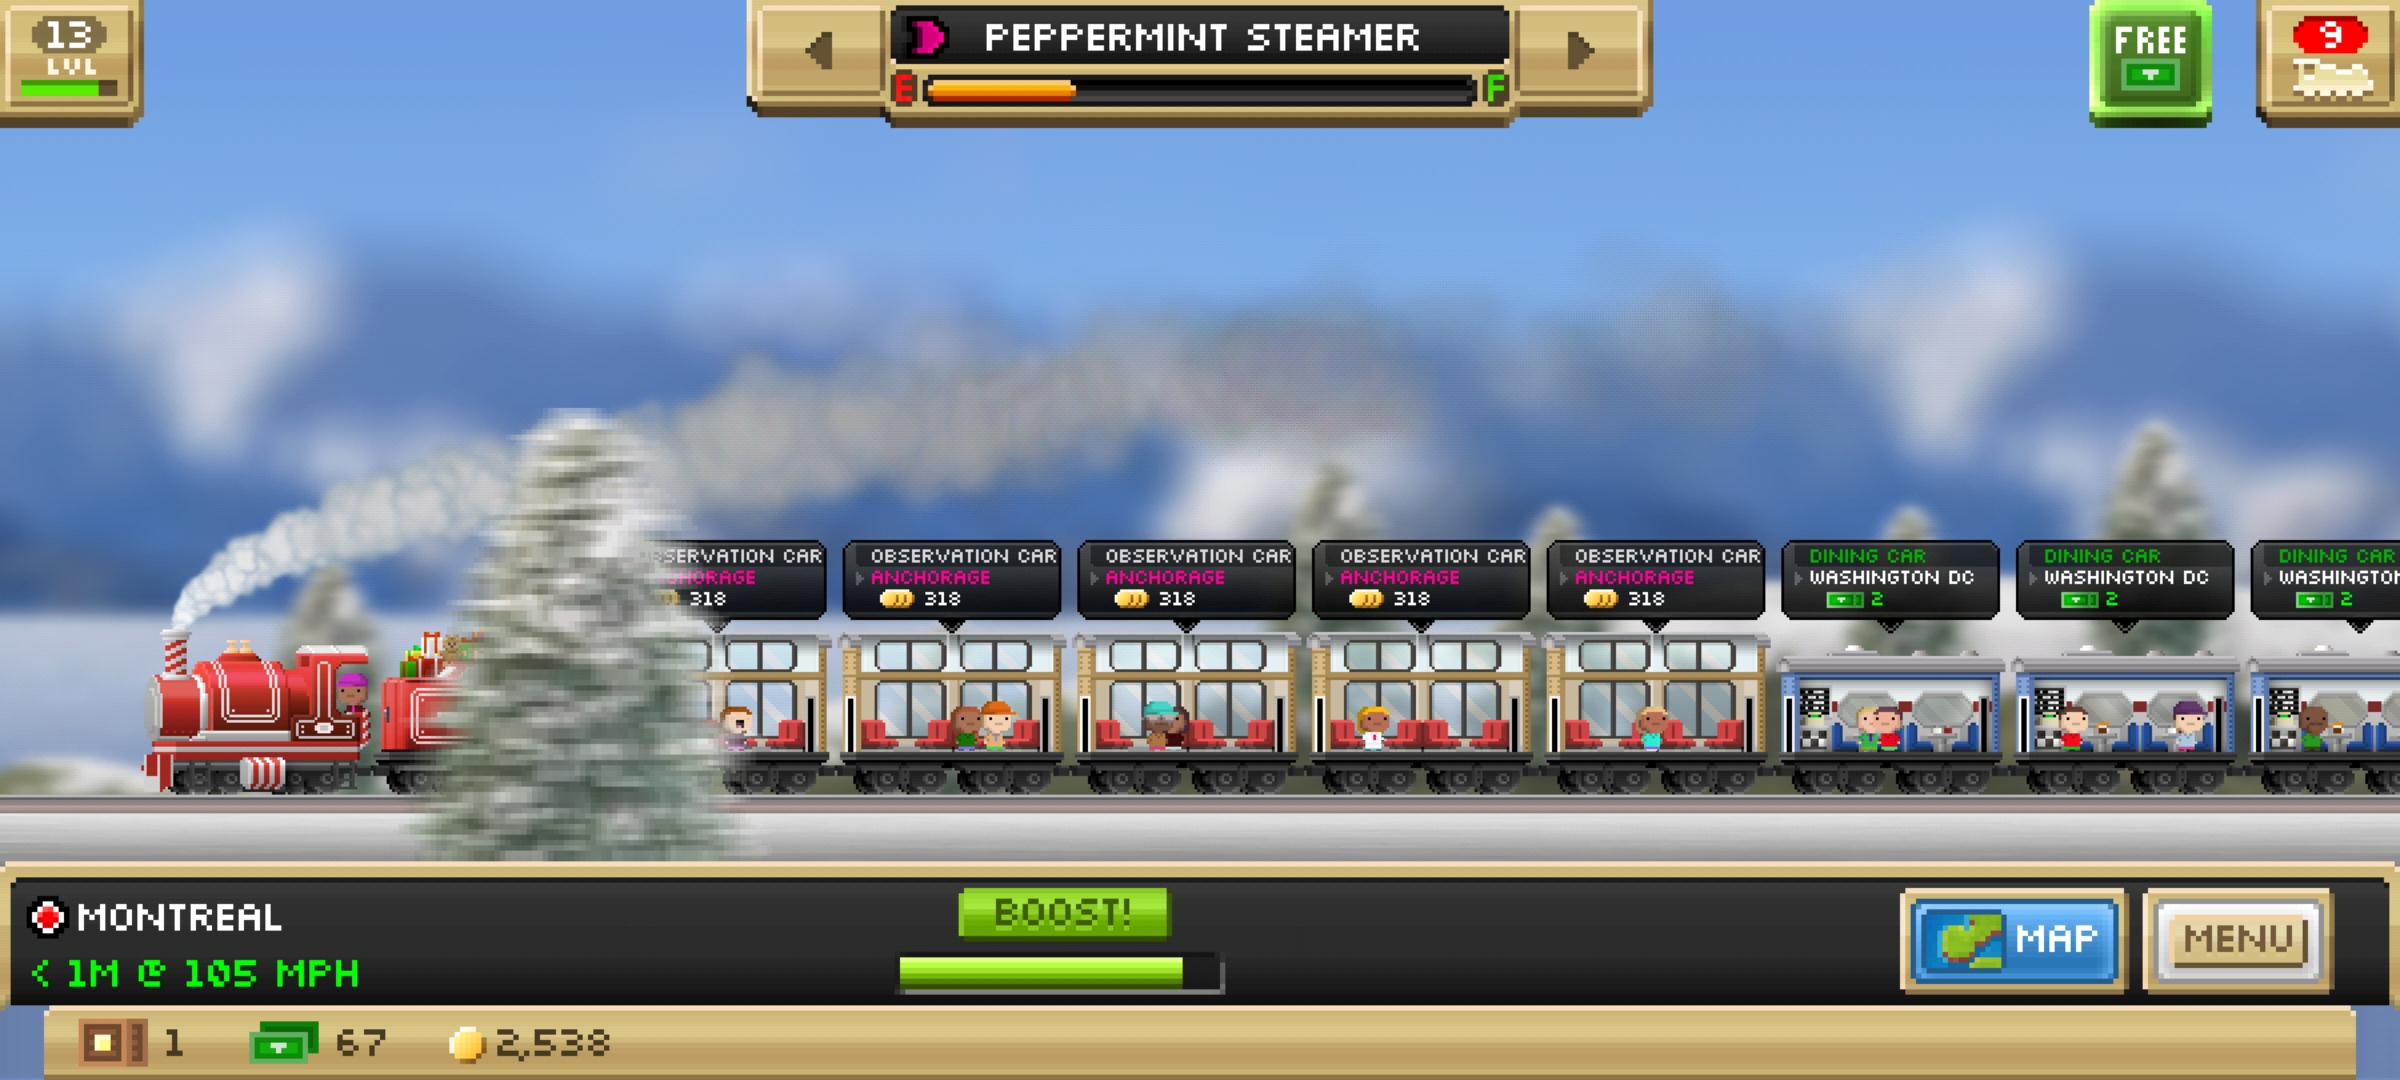 13
LVL
PEPPERMINT STEAMER
E
F
FREE
9
OBSERVATION CAR
ANCHORAGE
318
OBSERVATION CAR
ANCHORAGE
318
OBSERVATION CAR
ANCHORAGE
318
OBSERVATION CAR
ANCHORAGE
318
DINING CAR
WASHINGTON DC
2
DINING CAR
WASHINGTON DC
2
DINING CAR
2
CAR
318
MONTREAL
< 1M @ 105 MPH
BOOST!
MAP
MENU
1
67
2,538